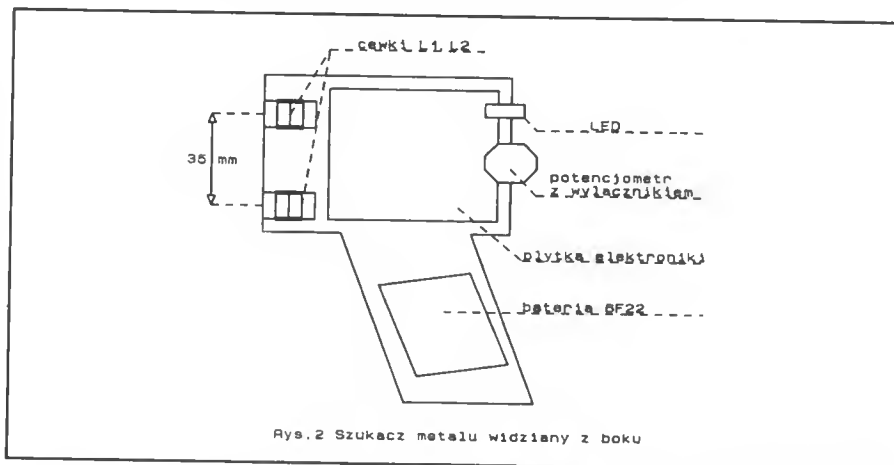 cewki L1 L2
LED
35 mm
potencjometr
z wylacznikiem
plytka elektroniki
bateria 6F22
Rys.2 Szukacz metalu widziany z boku